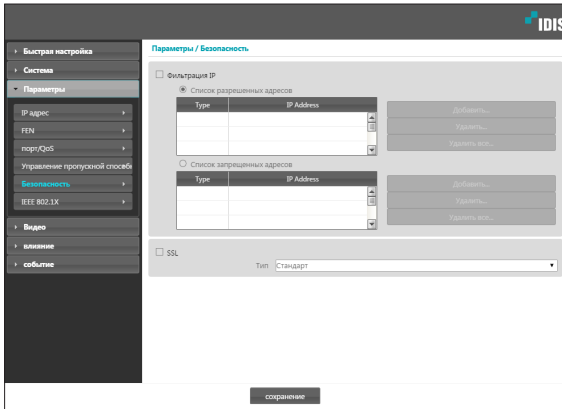 IDIS
Быстрая настройка
Система
Параметры
IP адрес
FEN
порт/QoS
Управление пропускной способн
Безопасность
IEEE 802.1X
Видео
влияние
событие
Параметры / Безопасность
Фильтрация IP
Список разрешенных адресов
Type IP Address
Добавить...
Удалить...
Удалить все...
Список запрещенных адресов
Type IP Address
Добавить...
Удалить...
Удалить все...
SSL
Тип Стандарт
сохранение